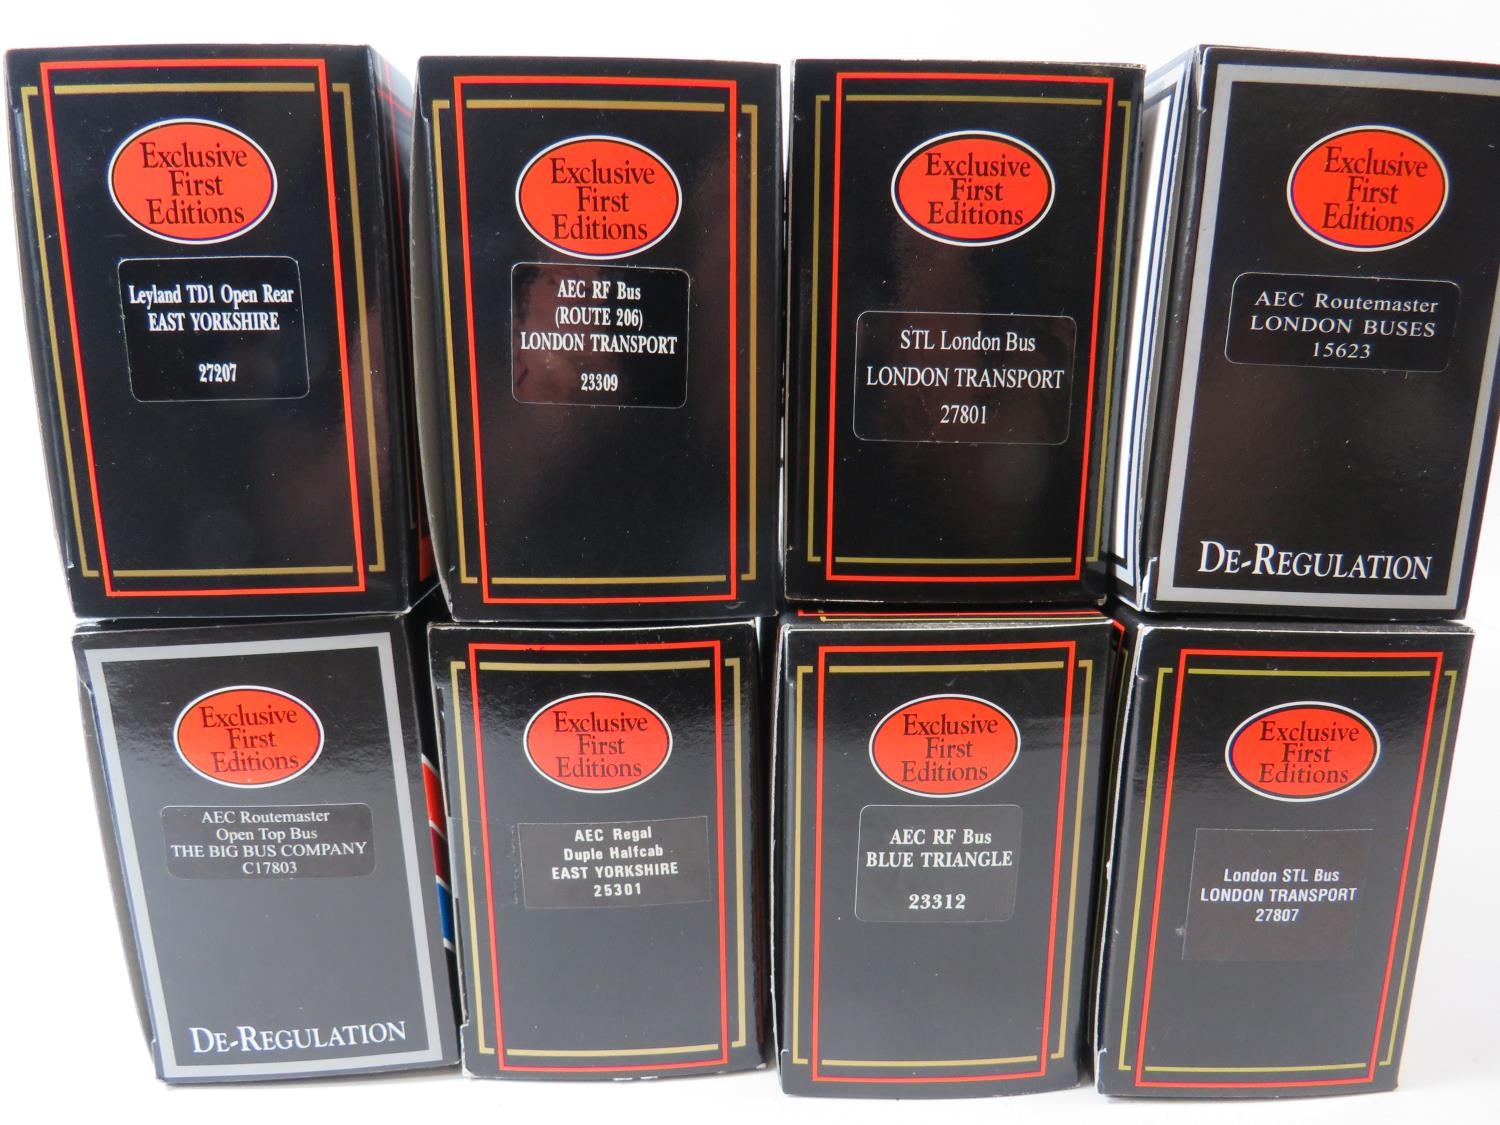 Exclusive
First
Editions
Leyland TD1 Open Rear
EAST YORKSHIRE
27207
Exclusive
First
Editions
AEC RF Bus
(ROUTE 206)
LONDON TRANSPORT
23309
Exclusive
First
Editions
STL London Bus
LONDON TRANSPORT
27801
Exclusive
First
Editions
AEC Routemaster
LONDON BUSES
15623
DE-REGULATION
Exclusive
First
Editions
AEC Routemaster
Open Top Bus
THE BIG BUS COMPANY
C17803
DE-REGULATION
Exclusive
First
Editions
AEC Regal
Duple Halfcab
EAST YORKSHIRE
25301
Exclusive
First
Editions
AEC RF Bus
BLUE TRIANGLE
23312
Exclusive
First
Editions
London STL Bus
LONDON TRANSPORT
27807